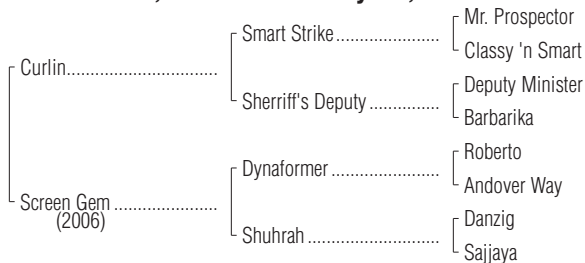 Mr. Prospector
Smart Strike
Classy 'n Smart
Curlin
Deputy Minister
Sherriff's Deputy
Barbarika
Roberto
Dynaformer
Andover Way
Screen Gem
(2006)
Danzig
Shuhrah
Sajjaya